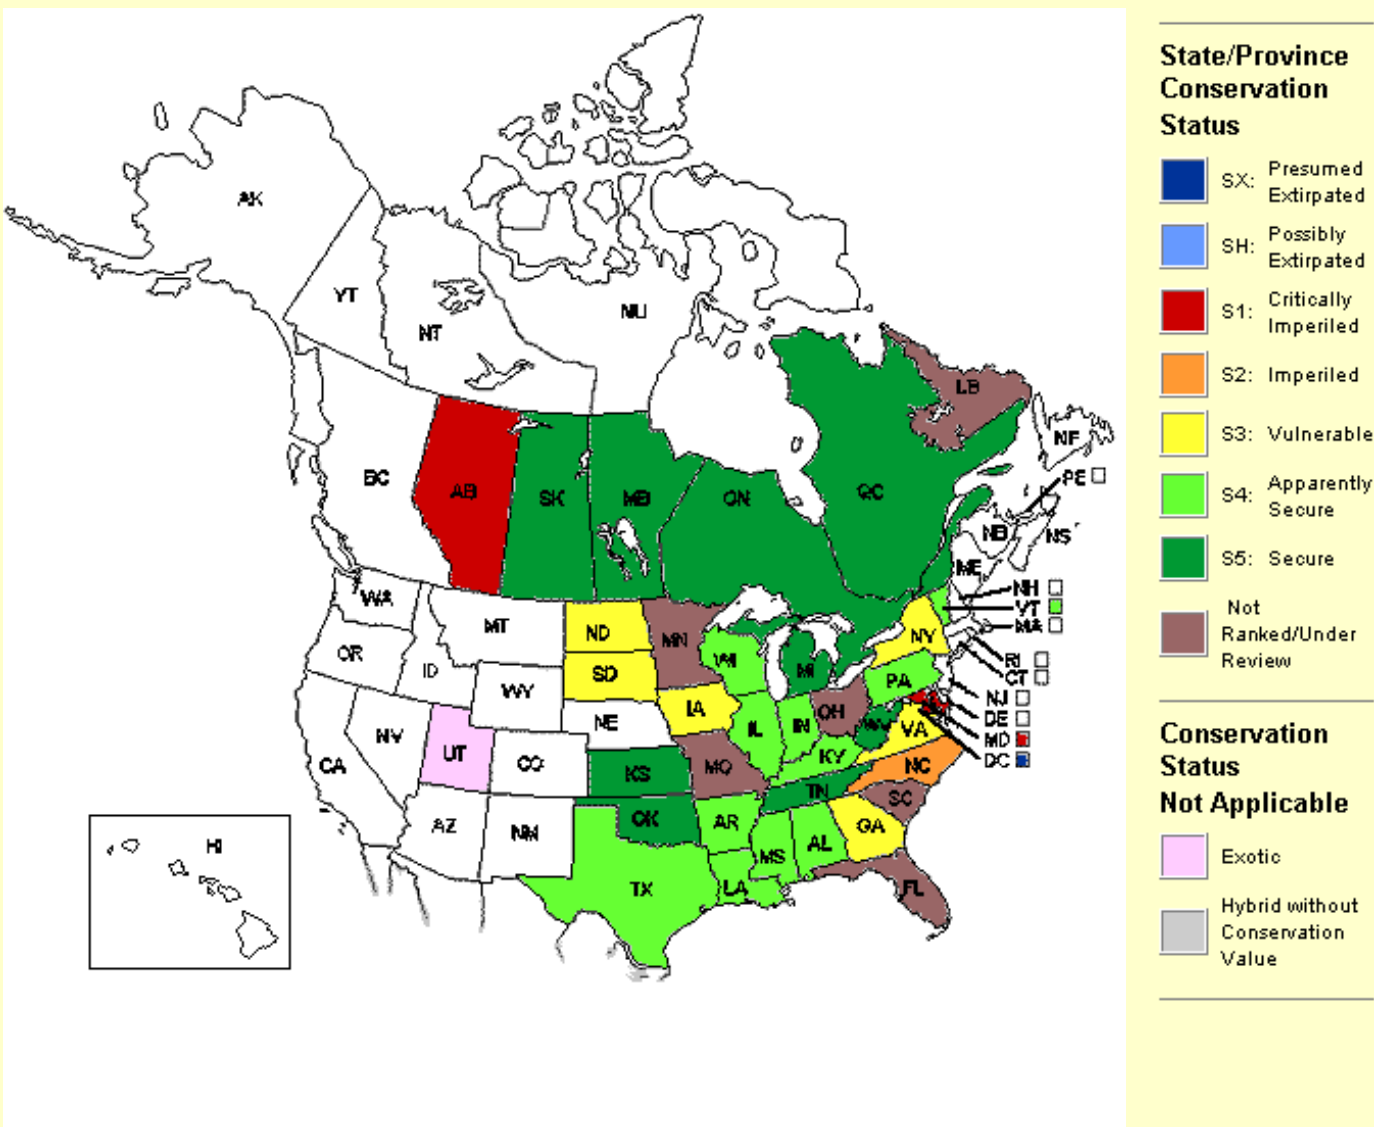 AK
YT
NT
NU
HI
BC
AB
SK
MB
ON
QC
LB
NF
PE
NB
NS
ME
NH
VT
MA
RI
CT
NJ
DE
MD
DC
WA
OR
ID
MT
WY
NV
CA
UT
CO
AZ
NM
ND
SD
NE
KS
OK
TX
MN
IA
MO
AR
LA
WI
IL
MI
IN
OH
KY
TN
MS
AL
GA
FL
SC
NC
VA
WV
PA
NY
State/Province
Conservation
Status
SX: Presumed
Extirpated
SH: Possibly
Extirpated
S1: Critically
Imperiled
S2: Imperiled
S3: Vulnerable
S4: Apparently
Secure
S5: Secure
Not
Ranked/Under
Review
Conservation
Status
Not Applicable
Exotic
Hybrid without
Conservation
Value